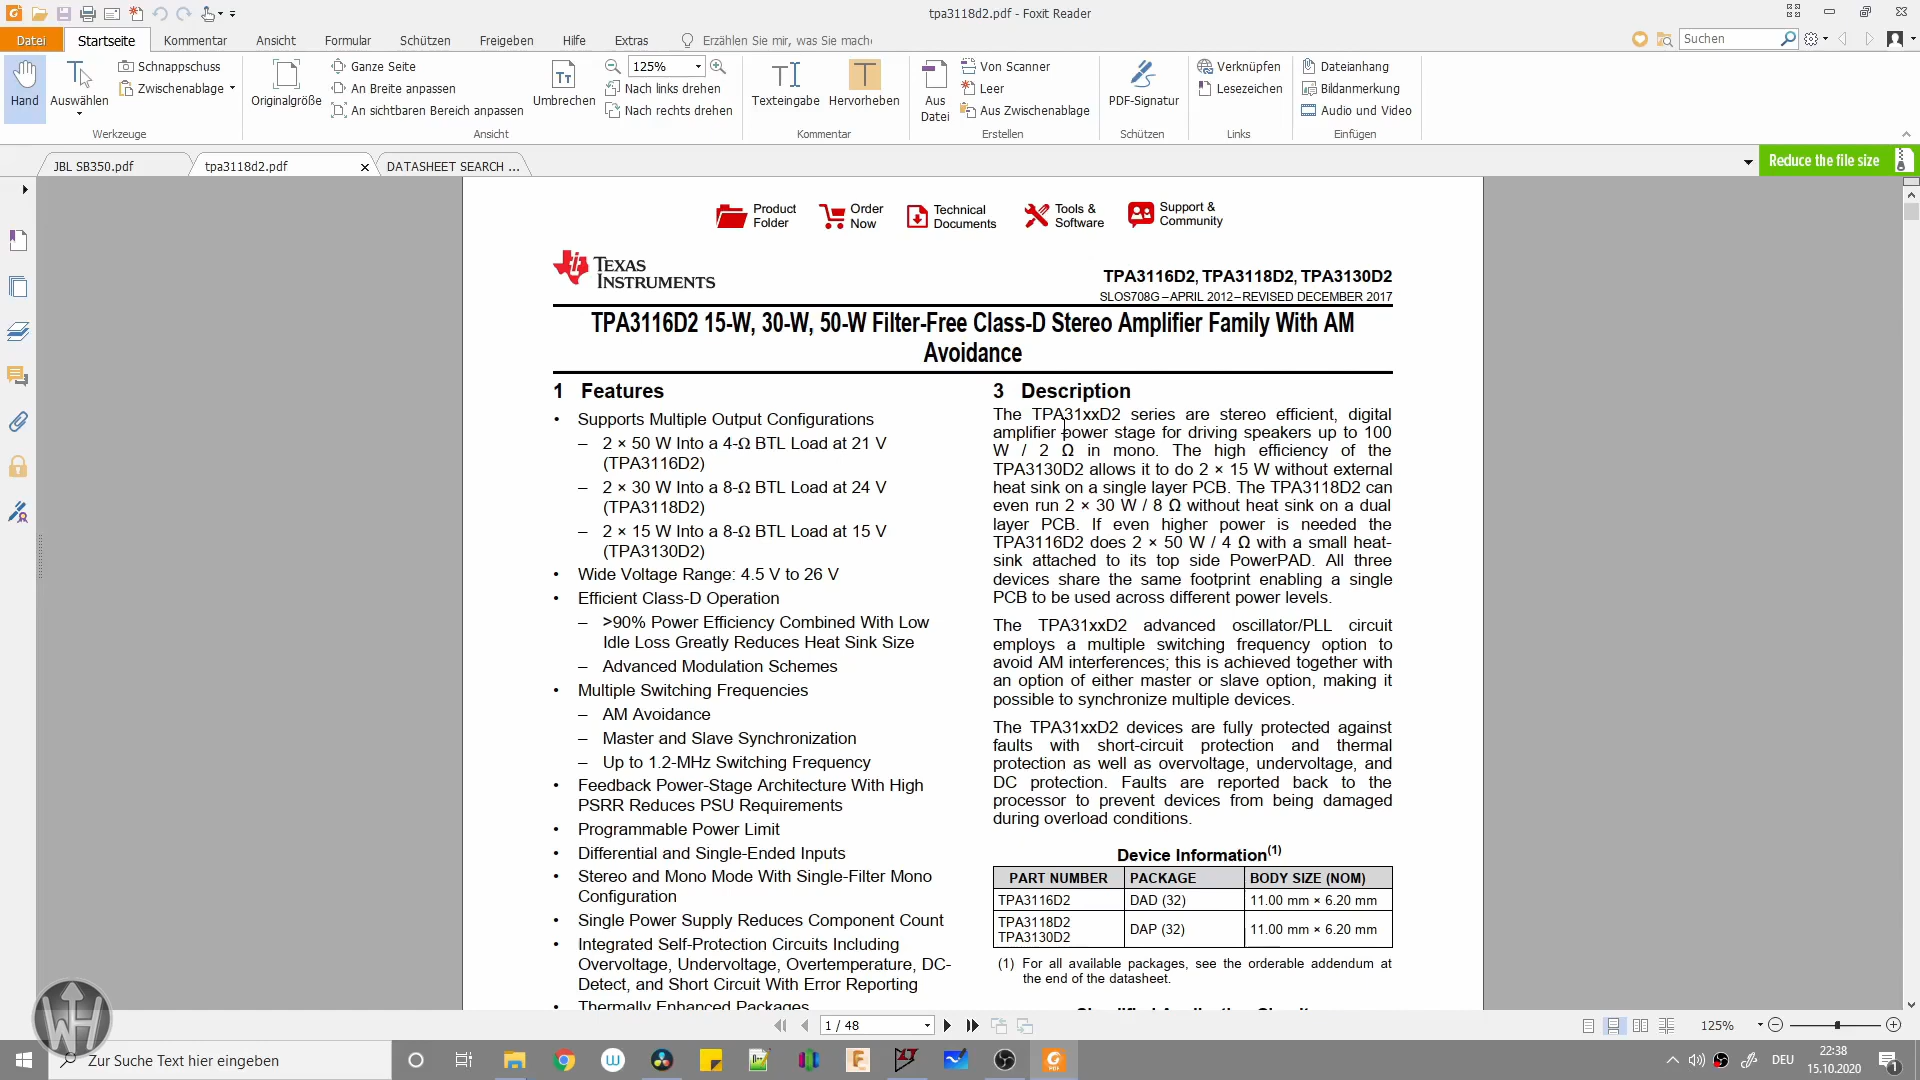 tpa3118d2.pdf - Foxit Reader
Datei Startseite Kommentar Ansicht Formular Schützen Freigeben Hilfe Extras Erzählen Sie mir, was Sie mach Suchen
Hand
Auswählen
Schnappschuss
Zwischenablage
Werkzeuge
Originalgröße
Ganze Seite
An Breite anpassen
An sichtbaren Bereich anpassen
Umbrechen
125%
Nach links drehen
Nach rechts drehen
Ansicht
Texteingabe
Hervorheben
Kommentar
Aus
Datei
Von Scanner
Leer
Aus Zwischenablage
Erstellen
PDF-Signatur
Schützen
Verknüpfen
Lesezeichen
Links
Dateianhang
Bildanmerkung
Audio und Video
Einfügen
JBL SB350.pdf tpa3118d2.pdf DATASHEET SEARCH ... Reduce the file size
Product
Folder
Order
Now
Technical
Documents
Tools &
Software
Support &
Community
TEXAS
INSTRUMENTS
TPA3116D2, TPA3118D2, TPA3130D2
SLOS708G–APRIL 2012–REVISED DECEMBER 2017
TPA3116D2 15-W, 30-W, 50-W Filter-Free Class-D Stereo Amplifier Family With AM
Avoidance
1 Features
• Supports Multiple Output Configurations
– 2 × 50 W Into a 4-Ω BTL Load at 21 V
(TPA3116D2)
– 2 × 30 W Into a 8-Ω BTL Load at 24 V
(TPA3118D2)
– 2 × 15 W Into a 8-Ω BTL Load at 15 V
(TPA3130D2)
• Wide Voltage Range: 4.5 V to 26 V
• Efficient Class-D Operation
– >90% Power Efficiency Combined With Low
Idle Loss Greatly Reduces Heat Sink Size
– Advanced Modulation Schemes
• Multiple Switching Frequencies
– AM Avoidance
– Master and Slave Synchronization
– Up to 1.2-MHz Switching Frequency
• Feedback Power-Stage Architecture With High
PSRR Reduces PSU Requirements
• Programmable Power Limit
• Differential and Single-Ended Inputs
• Stereo and Mono Mode With Single-Filter Mono
Configuration
• Single Power Supply Reduces Component Count
• Integrated Self-Protection Circuits Including
Overvoltage, Undervoltage, Overtemperature, DC-
Detect, and Short Circuit With Error Reporting
• Thermally Enhanced Packages
3 Description
The TPA31xxD2 series are stereo efficient, digital
amplifier power stage for driving speakers up to 100
W / 2 Ω in mono. The high efficiency of the
TPA3130D2 allows it to do 2 × 15 W without external
heat sink on a single layer PCB. The TPA3118D2 can
even run 2 × 30 W / 8 Ω without heat sink on a dual
layer PCB. If even higher power is needed the
TPA3116D2 does 2 × 50 W / 4 Ω with a small heat-
sink attached to its top side PowerPAD. All three
devices share the same footprint enabling a single
PCB to be used across different power levels.
The TPA31xxD2 advanced oscillator/PLL circuit
employs a multiple switching frequency option to
avoid AM interferences; this is achieved together with
an option of either master or slave option, making it
possible to synchronize multiple devices.
The TPA31xxD2 devices are fully protected against
faults with short-circuit protection and thermal
protection as well as overvoltage, undervoltage, and
DC protection. Faults are reported back to the
processor to prevent devices from being damaged
during overload conditions.
Device Information(1)
PART NUMBER PACKAGE BODY SIZE (NOM)
TPA3116D2 DAD (32) 11.00 mm × 6.20 mm
TPA3118D2
TPA3130D2 DAP (32) 11.00 mm × 6.20 mm
(1) For all available packages, see the orderable addendum at
the end of the datasheet.
Simplified Application Circuit
WH
1 / 48 125%
Zur Suche Text hier eingeben
DEU
22:38
15.10.2020
1